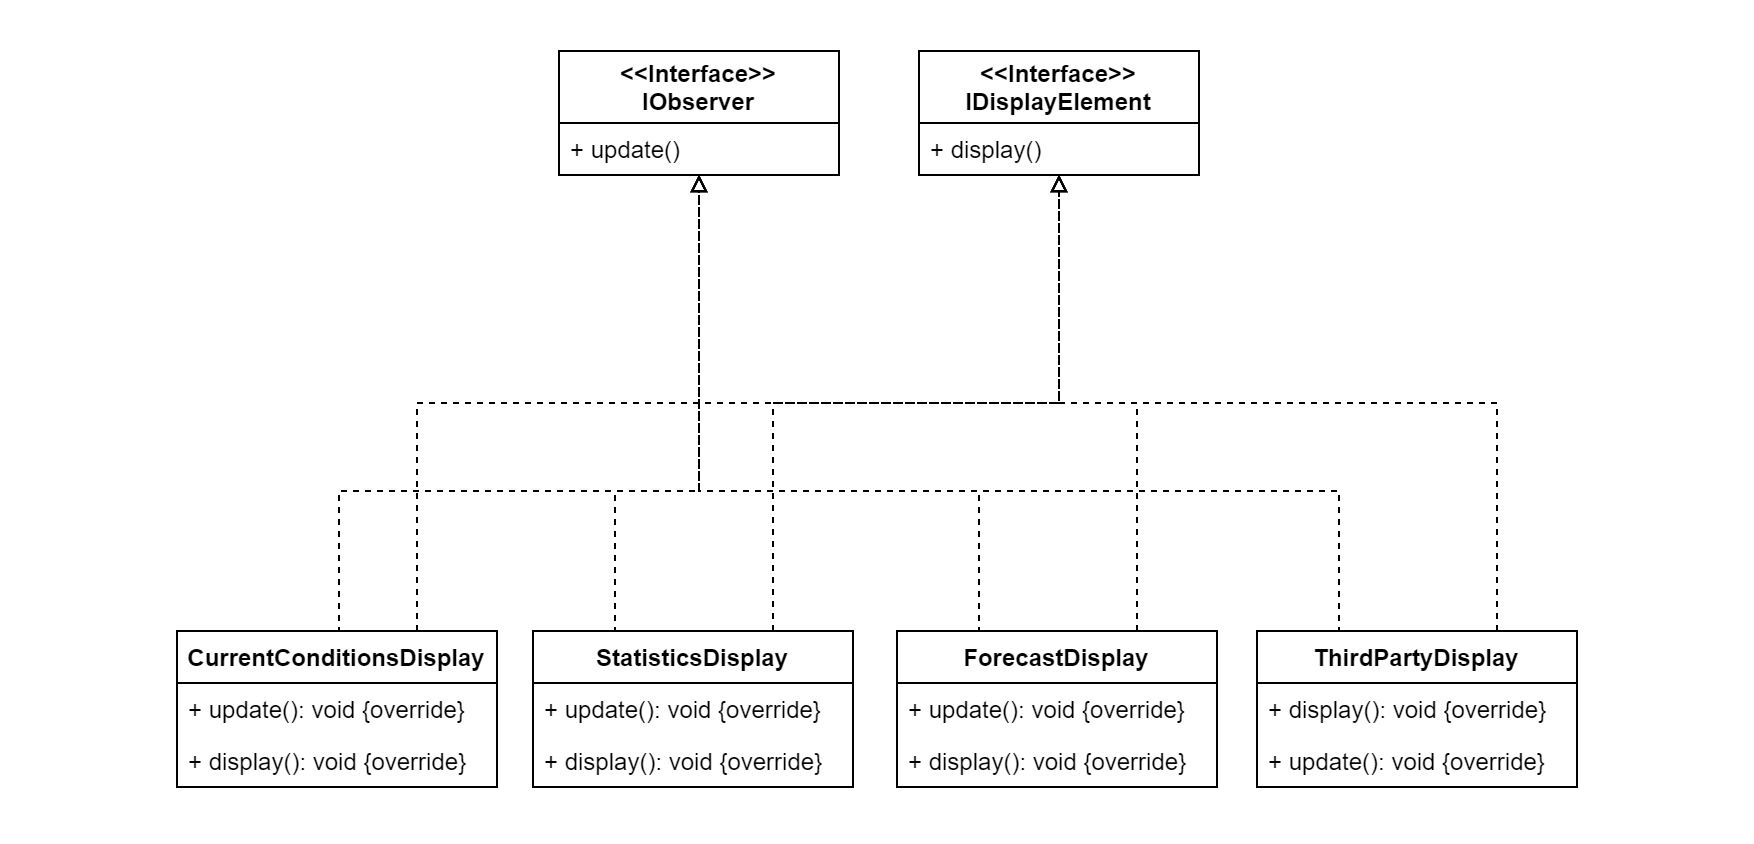 <<Interface>>
IObserver
+ update()
<<Interface>>
IDisplayElement
+ display()
CurrentConditionsDisplay
+ update(): void {override}
+ display(): void {override}
StatisticsDisplay
+ update(): void {override}
+ display(): void {override}
ForecastDisplay
+ update(): void {override}
+ display(): void {override}
ThirdPartyDisplay
+ display(): void {override}
+ update(): void {override}